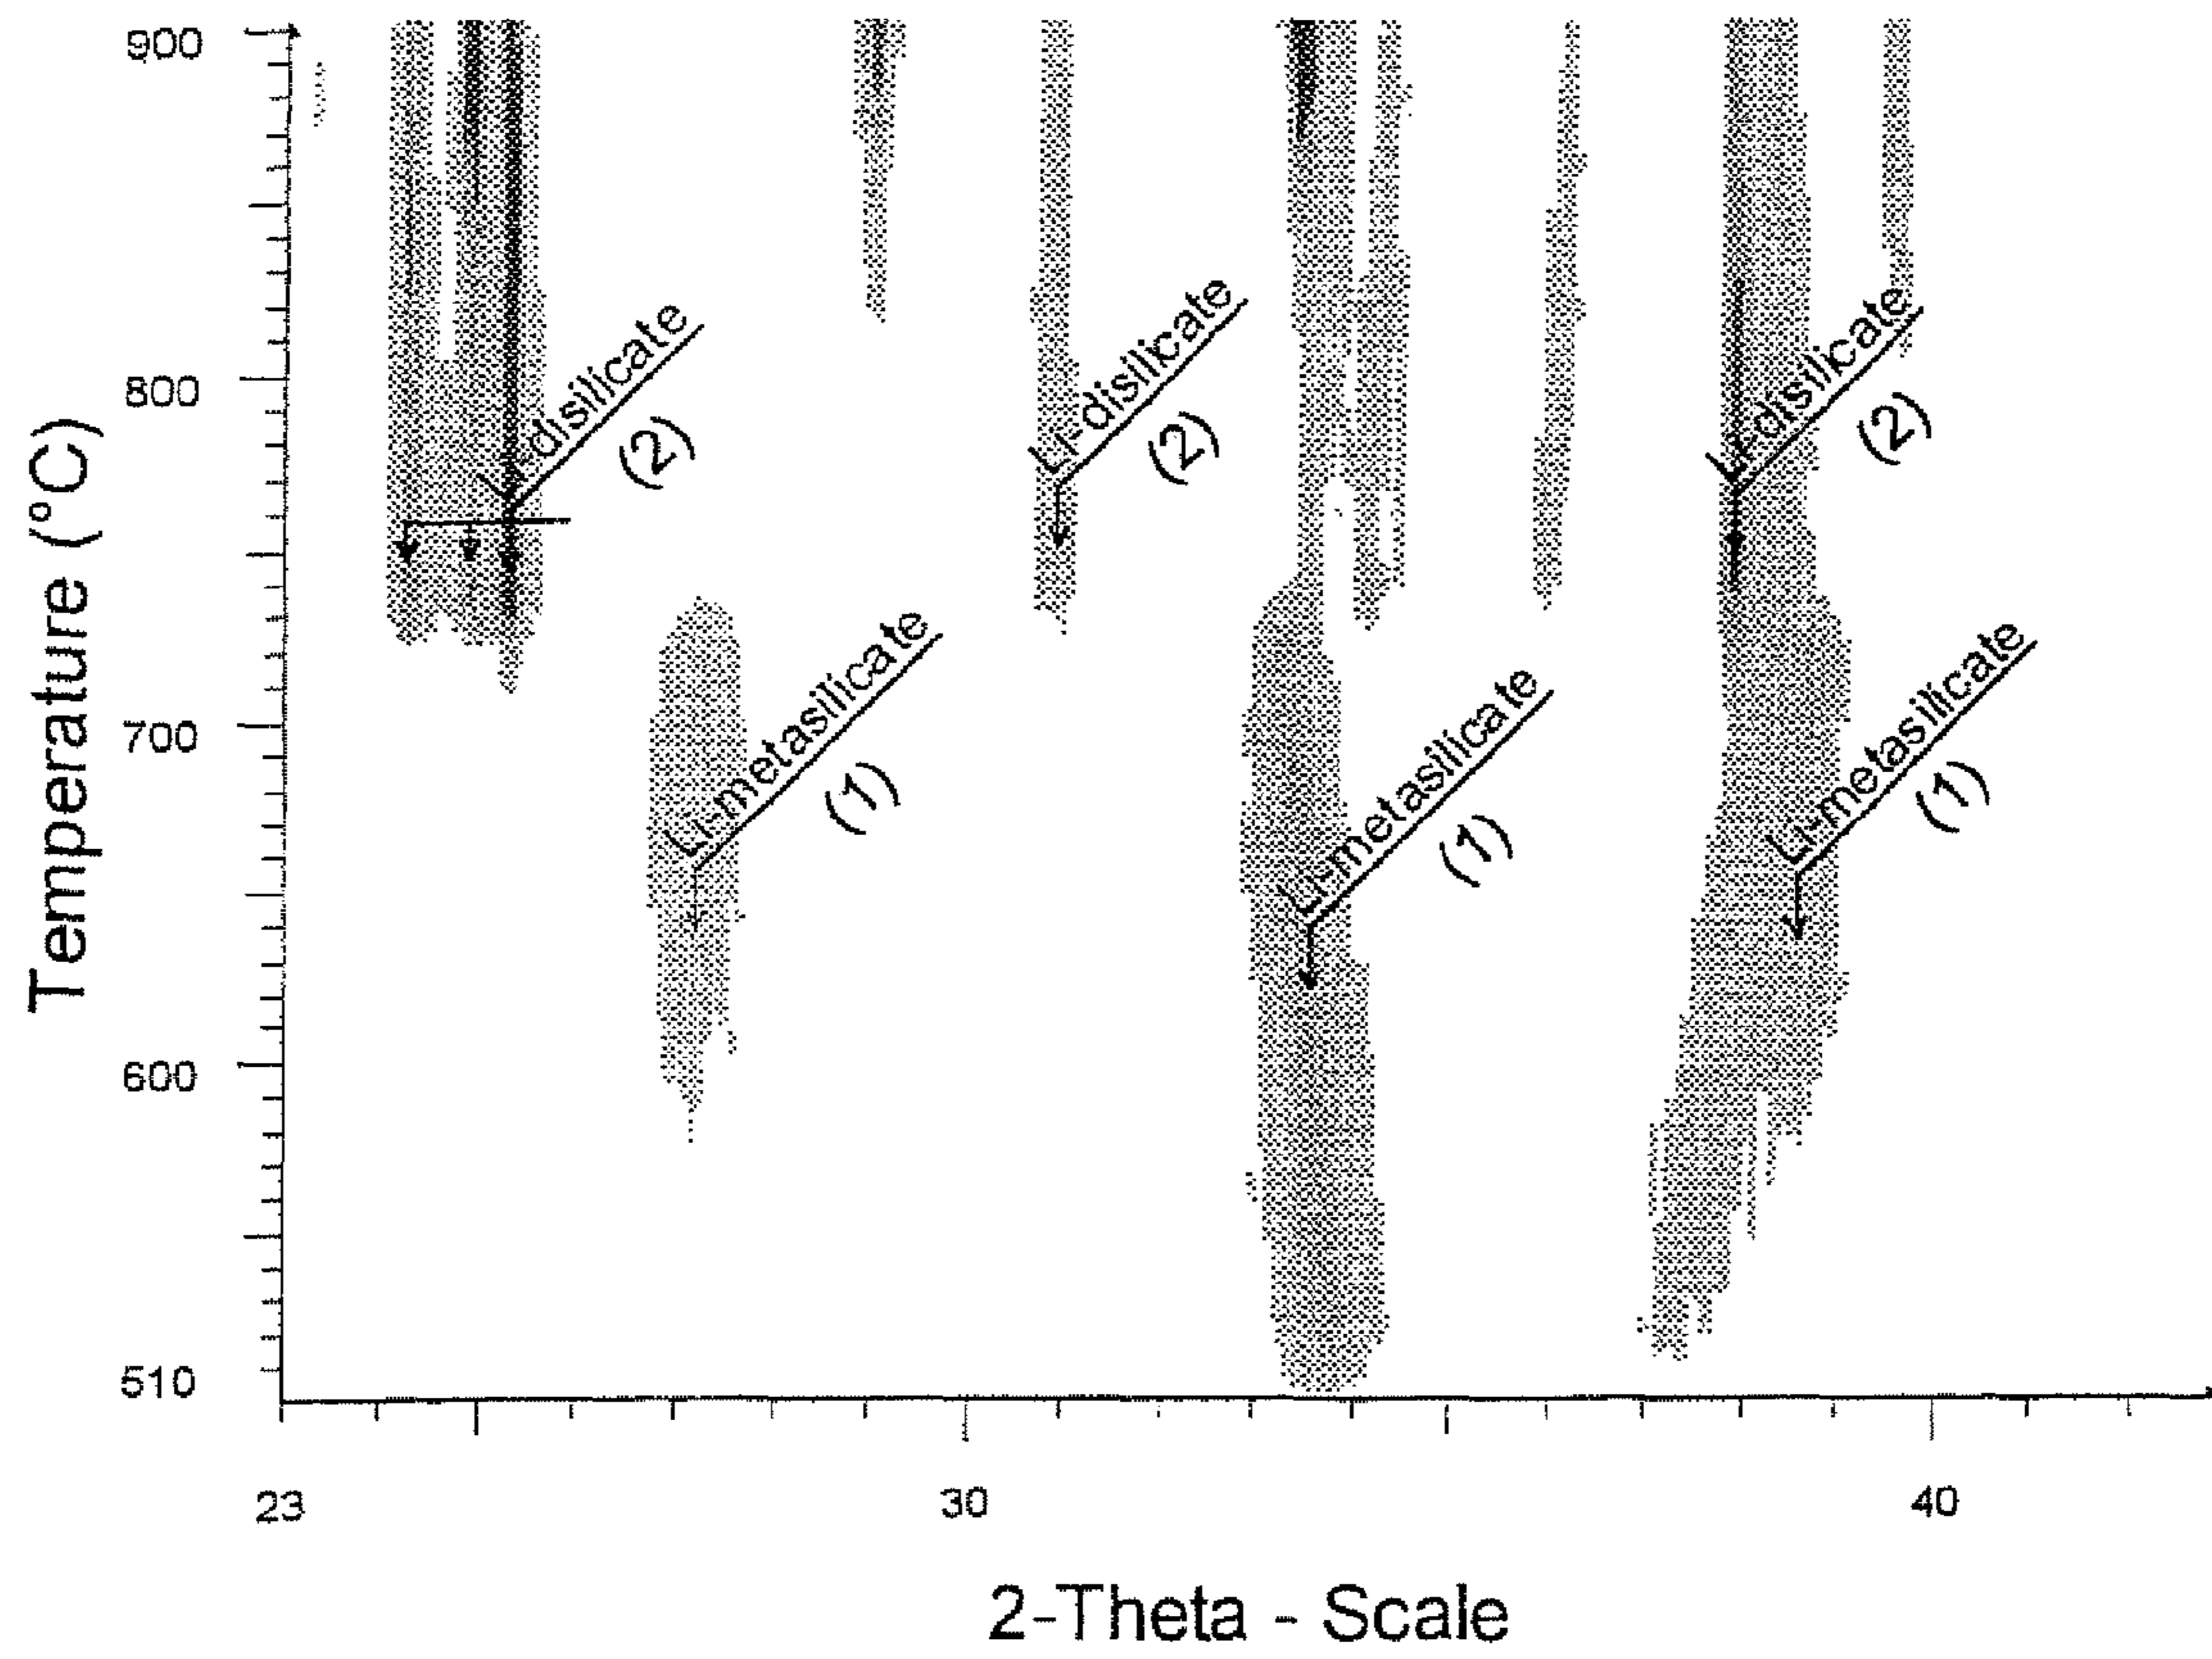 900
800
700
600
510
Temperature (°C)
Li-disilicate
(2)
Li-disilicate
(2)
Li-disilicate
(2)
Li-metasilicate
(1)
Li-metasilicate
(1)
Li-metasilicate
(1)
23
30
40
2-Theta - Scale